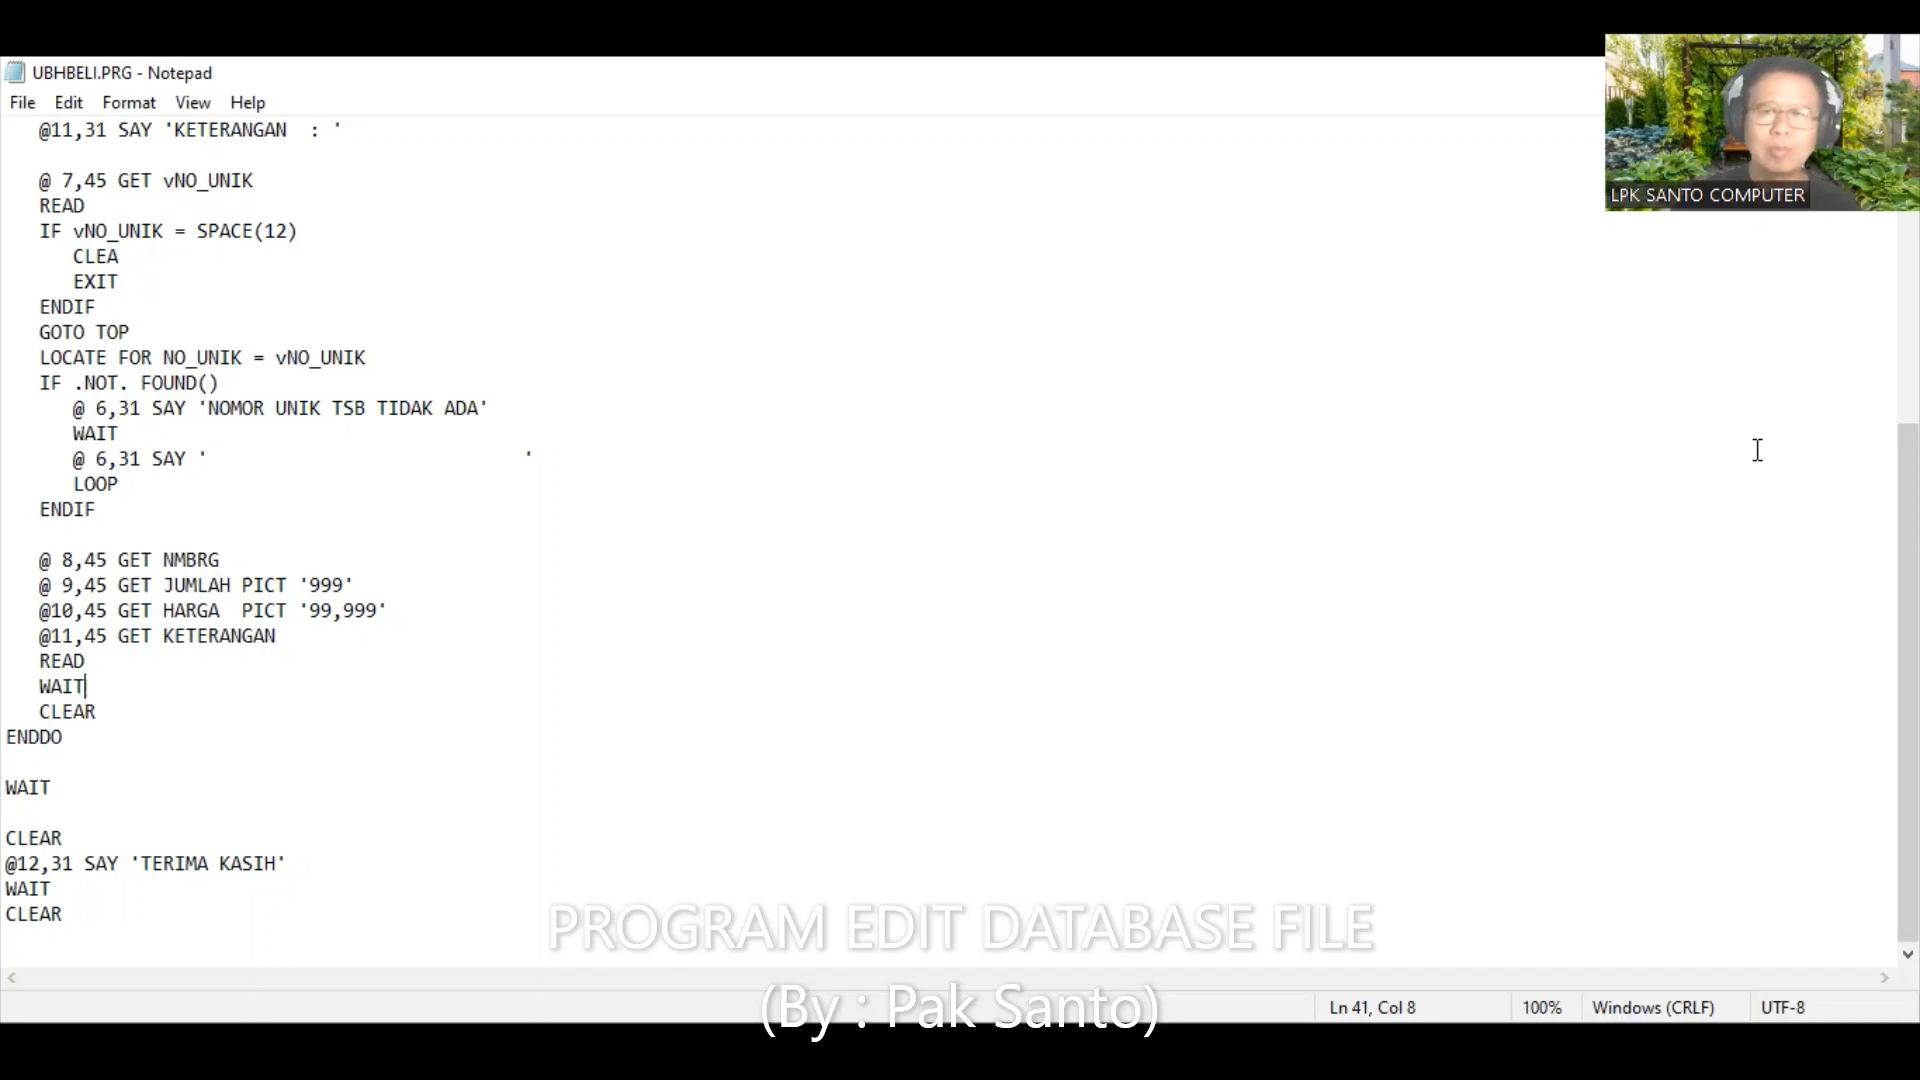 UBHBELI.PRG - Notepad
File Edit Format View Help
@11,31 SAY 'KETERANGAN  : '
@ 7,45 GET vNO_UNIK
READ
IF vNO_UNIK = SPACE(12)
CLEA
EXIT
ENDIF
GOTO TOP
LOCATE FOR NO_UNIK = vNO_UNIK
IF .NOT. FOUND()
@ 6,31 SAY 'NOMOR UNIK TSB TIDAK ADA'
WAIT
@ 6,31 SAY '                            '
LOOP
ENDIF
@ 8,45 GET NMBRG
@ 9,45 GET JUMLAH PICT '999'
@10,45 GET HARGA  PICT '99,999'
@11,45 GET KETERANGAN
READ
WAIT
CLEAR
ENDDO
WAIT
CLEAR
@12,31 SAY 'TERIMA KASIH'
WAIT
CLEAR
LPK SANTO COMPUTER
PROGRAM EDIT DATABASE FILE
(By : Pak Santo)
Ln 41, Col 8 100% Windows (CRLF) UTF-8